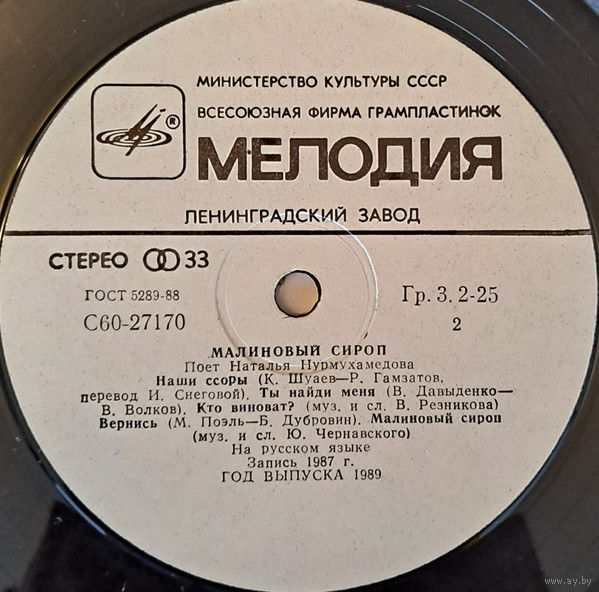 МИНИСТЕРСТВО КУЛЬТУРЫ СССР
ВСЕСОЮЗНАЯ ФИРМА ГРАМПЛАСТИНОК
®
МЕЛОДИЯ
ЛЕНИНГРАДСКИЙ ЗАВОД
СТЕРЕО 33
ГОСТ 5289-88
Гр. 3. 2-25
С60-27170
2
МАЛИНОВЫЙ СИРОП
Поет Наталья Нурмухамедова
Наши ссоры (К. Шуаев—Р. Гамзатов,
перевод И. Снеговой). Ты найди меня (В. Давыденко—
В. Волков). Кто виноват? (муз. и сл. В. Резникова)
Вернись (М. Поэль—Б. Дубровин). Малиновый сироп
(муз. и сл. Ю. Чернавского)
На русском языке
Запись 1987 г.
ГОД ВЫПУСКА 1989
www.ay.by